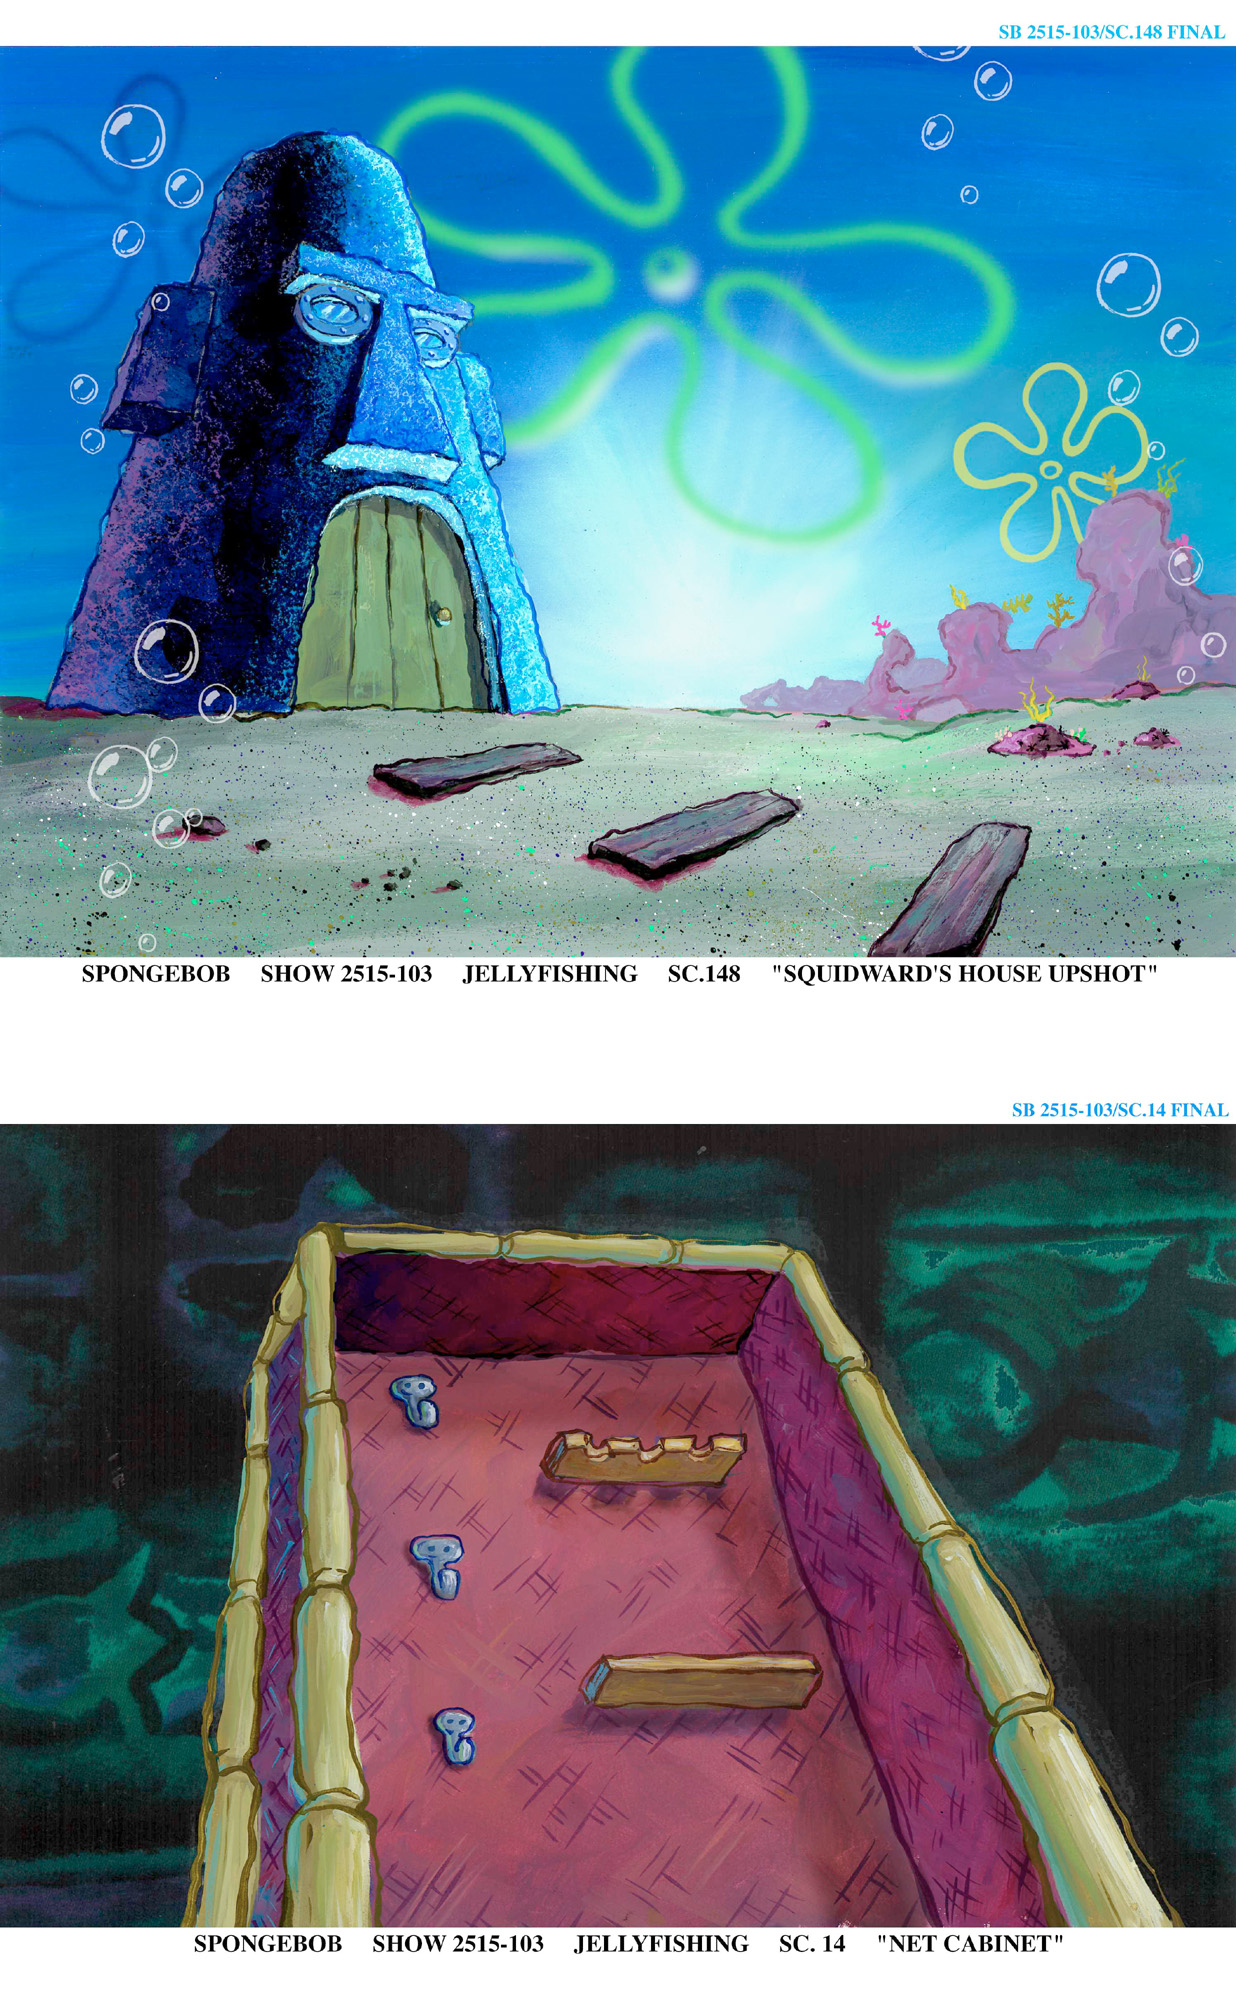 SB 2515-103/SC.148 FINAL
SPONGEBOB SHOW 2515-103 JELLYFISHING SC.148 "SQUIDWARD'S HOUSE UPSHOT"
SB 2515-103/SC.14 FINAL
SPONGEBOB SHOW 2515-103 JELLYFISHING SC. 14 "NET CABINET"